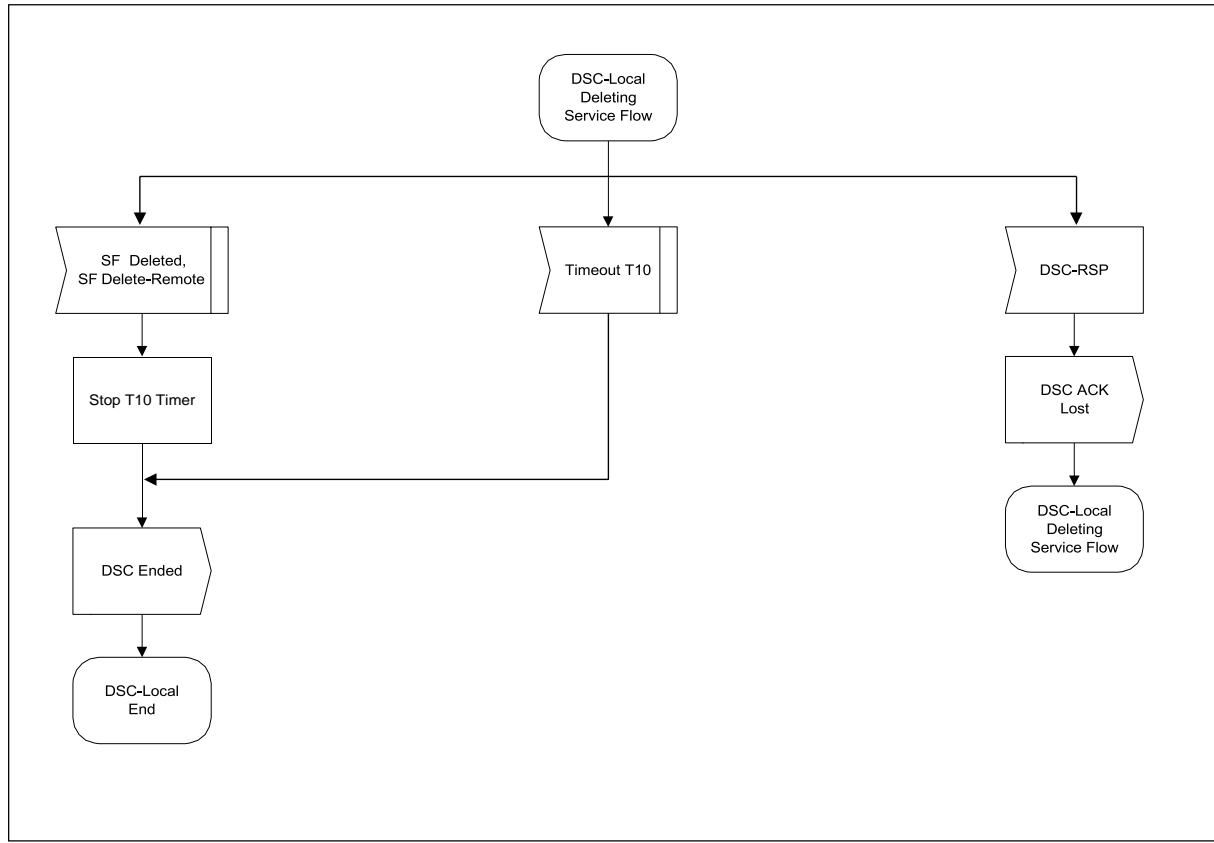 DSC-Local
Deleting
Service Flow
SF Deleted,
SF Delete-Remote
Timeout T10
DSC-RSP
Stop T10 Timer
DSC ACK
Lost
DSC-Local
Deleting
Service Flow
DSC Ended
DSC-Local
End